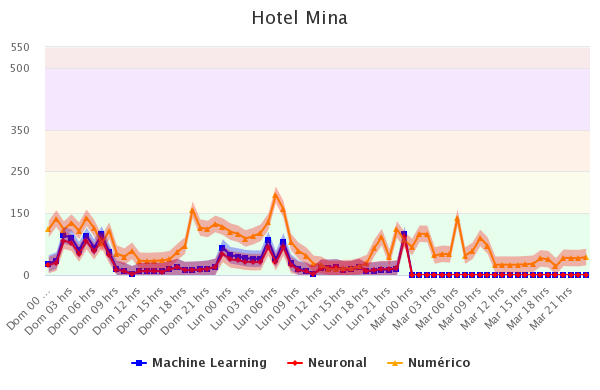 Hotel Mina
550
500
350
250
150
0
Dom 00 ...
Dom 03 hrs
Dom 06 hrs
Dom 09 hrs
Dom 12 hrs
Dom 15 hrs
Dom 18 hrs
Dom 21 hrs
Lun 00 hrs
Lun 03 hrs
Lun 06 hrs
Lun 09 hrs
Lun 12 hrs
Lun 15 hrs
Lun 18 hrs
Lun 21 hrs
Mar 00 hrs
Mar 03 hrs
Mar 06 hrs
Mar 09 hrs
Mar 12 hrs
Mar 15 hrs
Mar 18 hrs
Mar 21 hrs
Machine Learning Neuronal Numérico